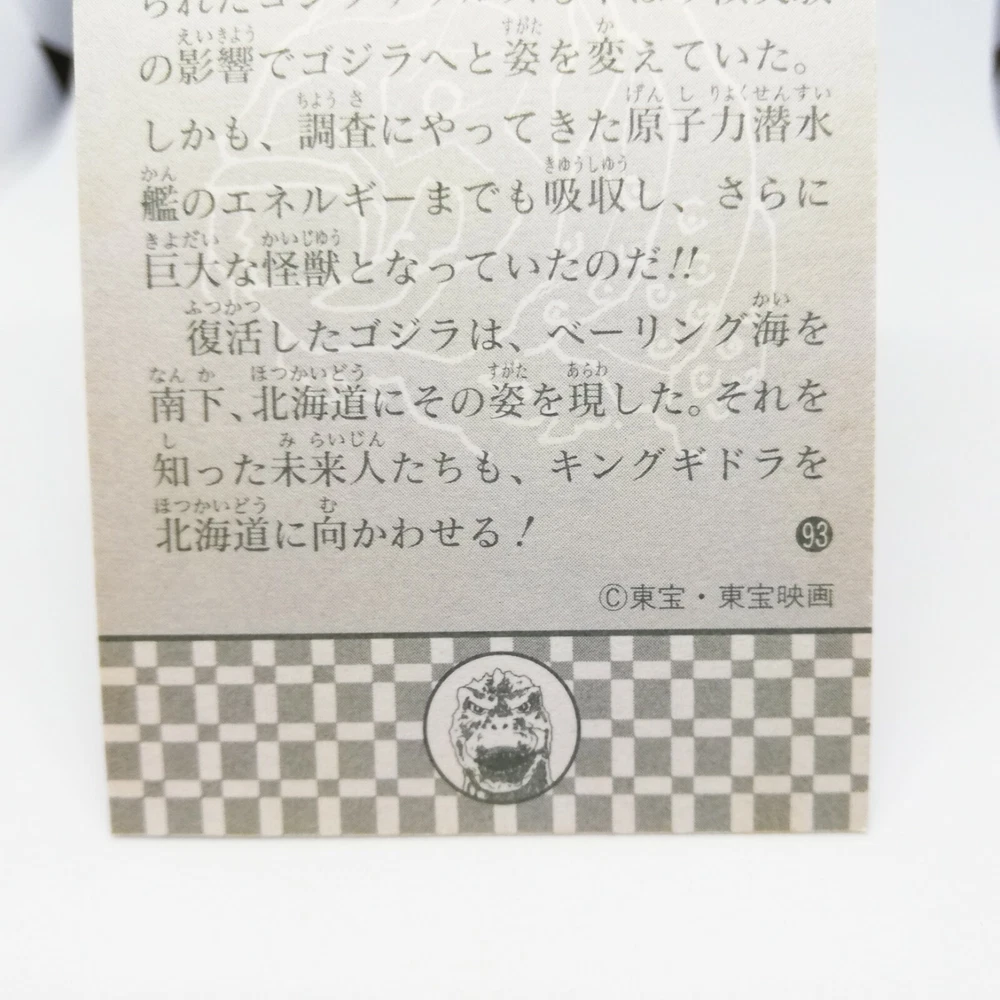 の影響でゴジラへと姿を変えていた。
しかも、調査にやってきた原子力潜水
艦のエネルギーまでも吸収し、さらに
巨大な怪獣となっていたのだ!!
復活したゴジラは、ベーリング海を
南下、北海道にその姿を現した。それを
知った未来人たちも、キングギドラを
北海道に向かわせる!
93
©東宝・東宝映画